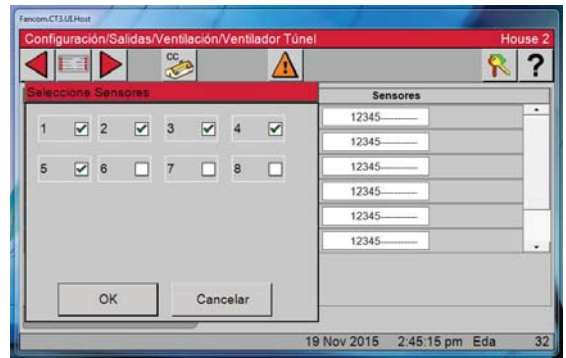 Fancom.CT3.UI.Host
Configuración/Salidas/Ventilación/Ventilador Túnel House 2
CC
?
Seleccione Sensores
Sensores
1 2 3 4
5 6 7 8
12345-----------
12345-----------
12345-----------
12345-----------
12345-----------
12345-----------
OK Cancelar
19 Nov 2015 2:45:15 pm Eda 32